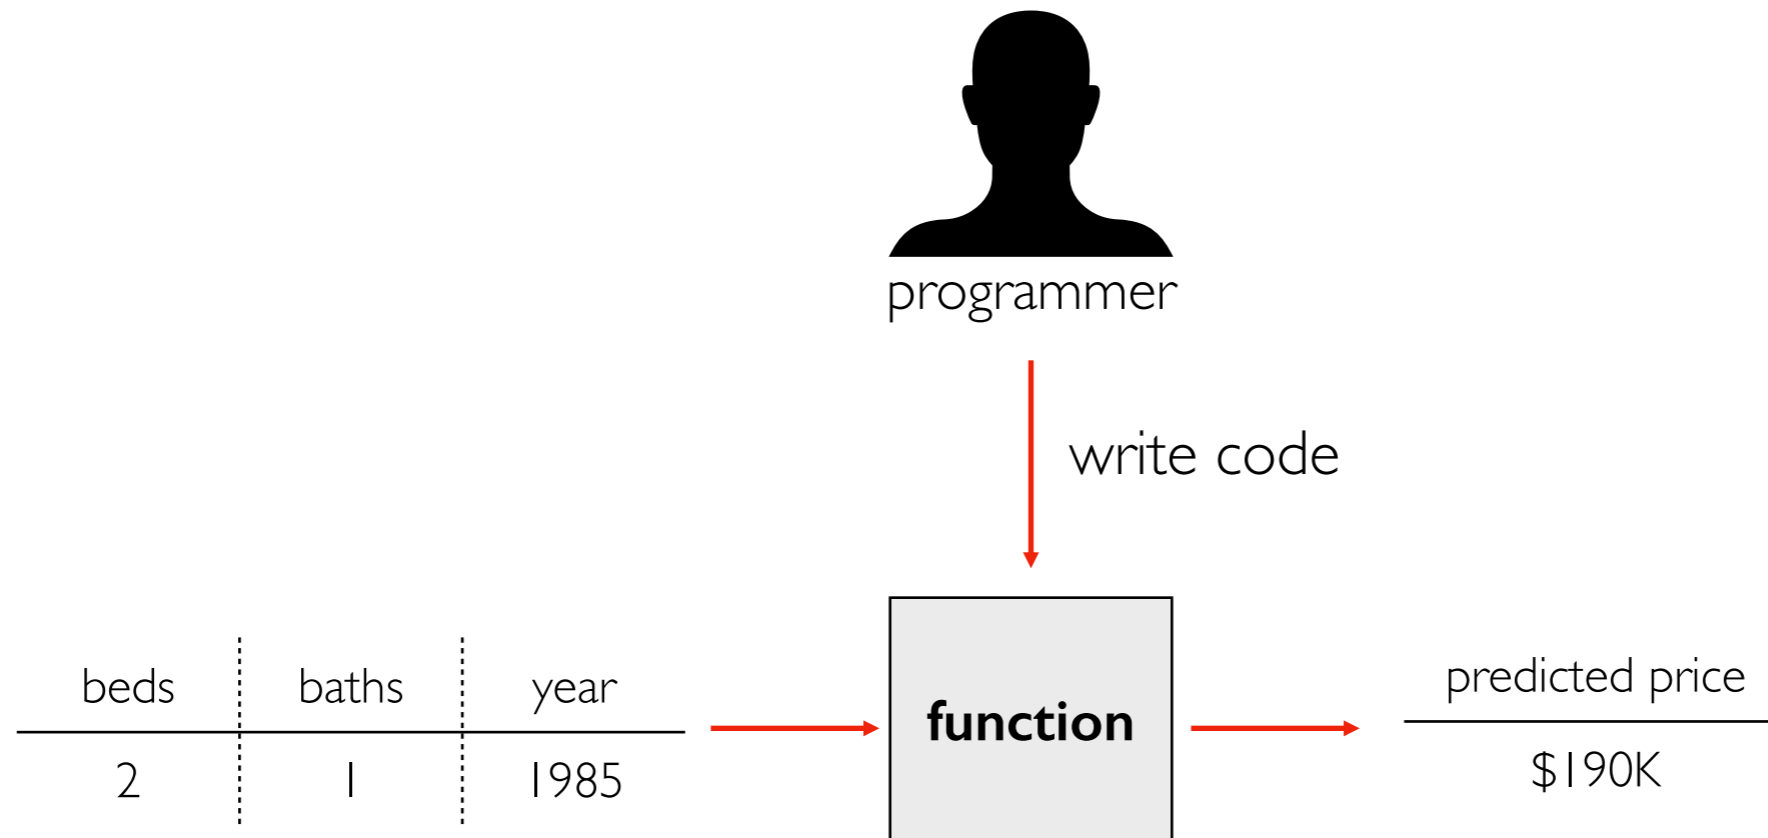 programmer
write code
beds baths year
2 1 1985
function
predicted price
$190K